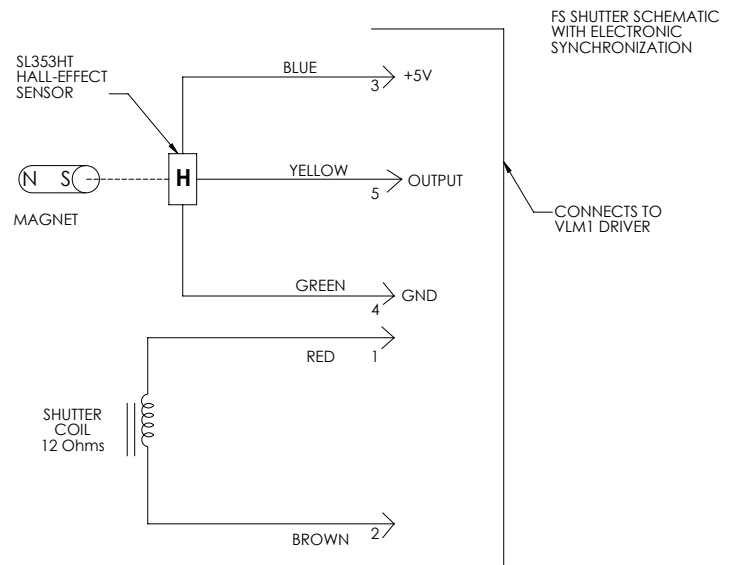 FS SHUTTER SCHEMATIC
WITH ELECTRONIC
SYNCHRONIZATION
SL353HT
HALL-EFFECT
SENSOR
BLUE
3
+5V
N S
H
YELLOW
5
OUTPUT
MAGNET
CONNECTS TO
VLM1 DRIVER
GREEN
4
GND
RED
1
SHUTTER
COIL
12 Ohms
BROWN
2